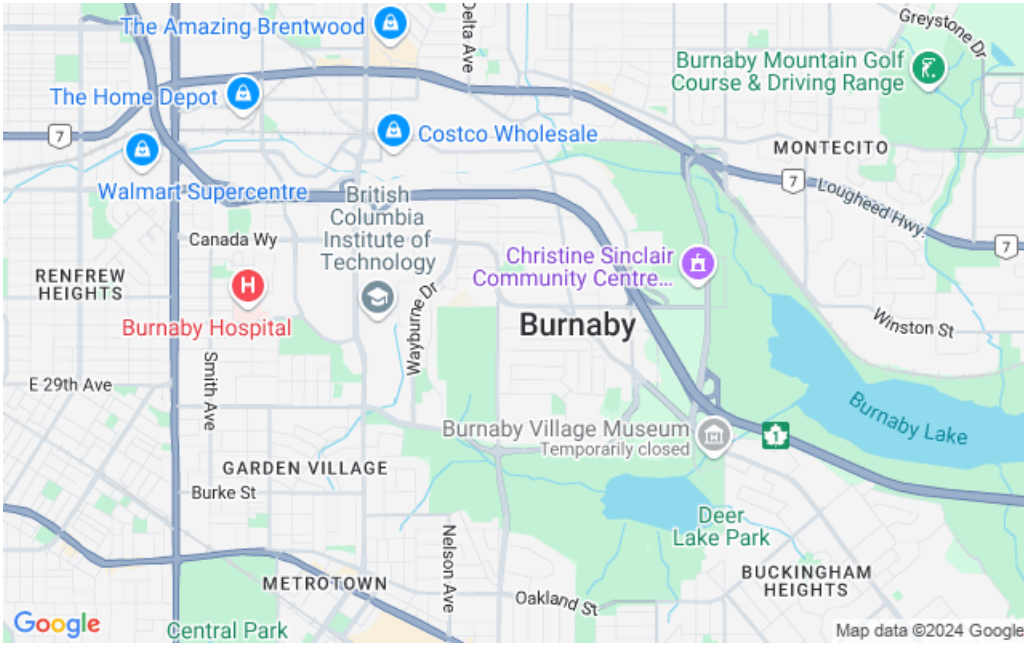 The Amazing Brentwood
Delta Ave
Greystone Dr
Burnaby Mountain Golf
Course & Driving Range
The Home Depot
7
Costco Wholesale
MONTECITO
Walmart Supercentre
7
Lougheed Hwy.
British
Columbia
Institute of
Technology
Canada Wy
7
RENFREW
HEIGHTS
H
Christine Sinclair
Community Centre...
Burnaby Hospital
Wayburne Dr
Burnaby
Winston St
E 29th Ave
Smith Ave
Burnaby Lake
Burnaby Village Museum
Temporarily closed
1
GARDEN VILLAGE
Burke St
Deer
Lake Park
Nelson Ave
METROTOWN
BUCKINGHAM
HEIGHTS
Oakland St
Google
Central Park
Map data ©2024 Google